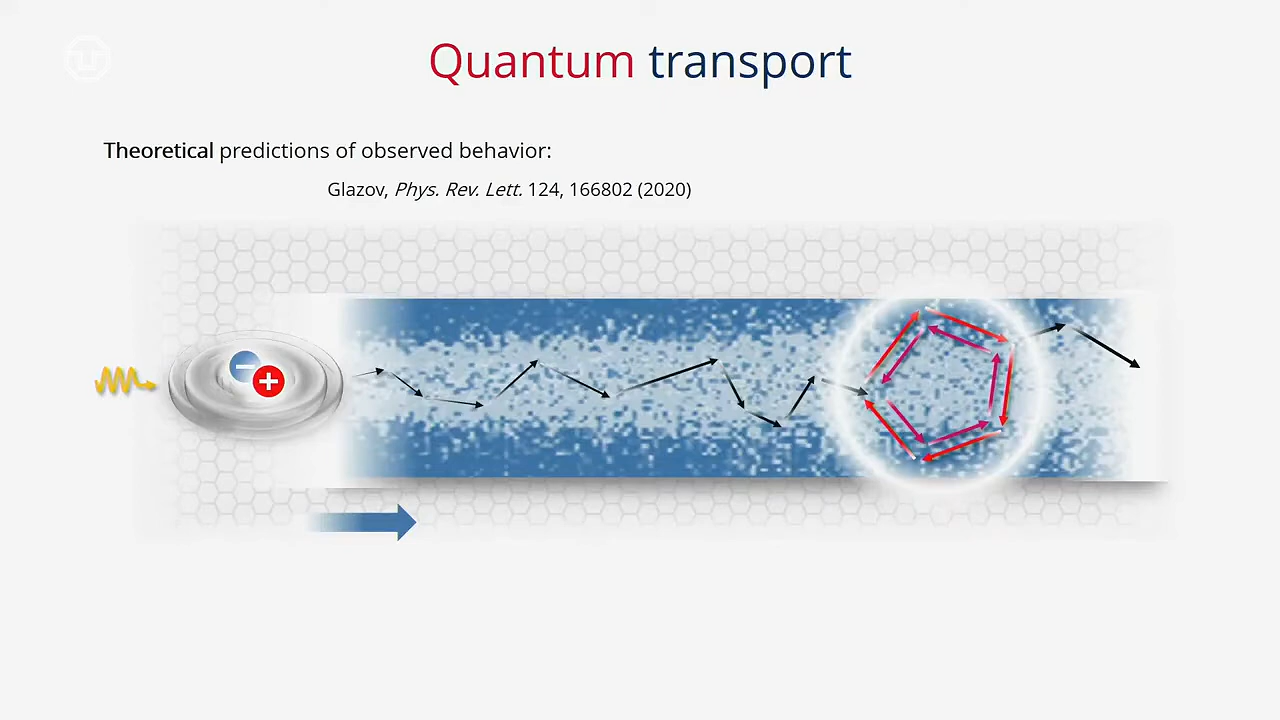 Quantum transport
Theoretical predictions of observed behavior:
Glazov, Phys. Rev. Lett. 124, 166802 (2020)
−
+